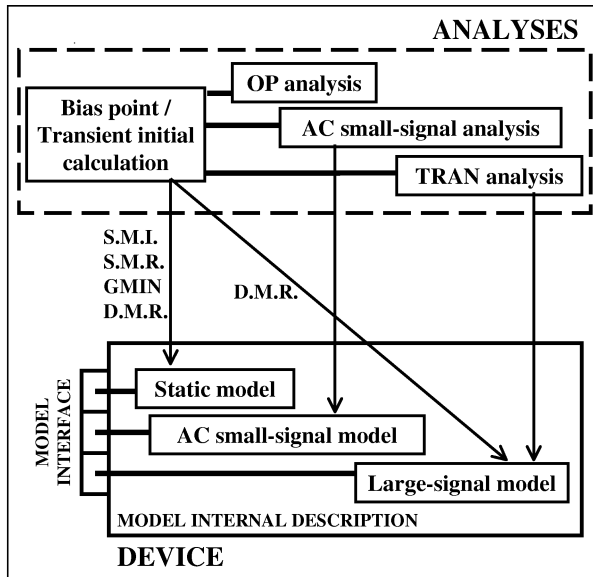 ANALYSES
OP analysis
Bias point /
Transient initial
calculation
AC small-signal analysis
TRAN analysis
S.M.I.
S.M.R.
GMIN
D.M.R.
D.M.R.
MODEL
INTERFACE
Static model
AC small-signal model
Large-signal model
MODEL INTERNAL DESCRIPTION
DEVICE